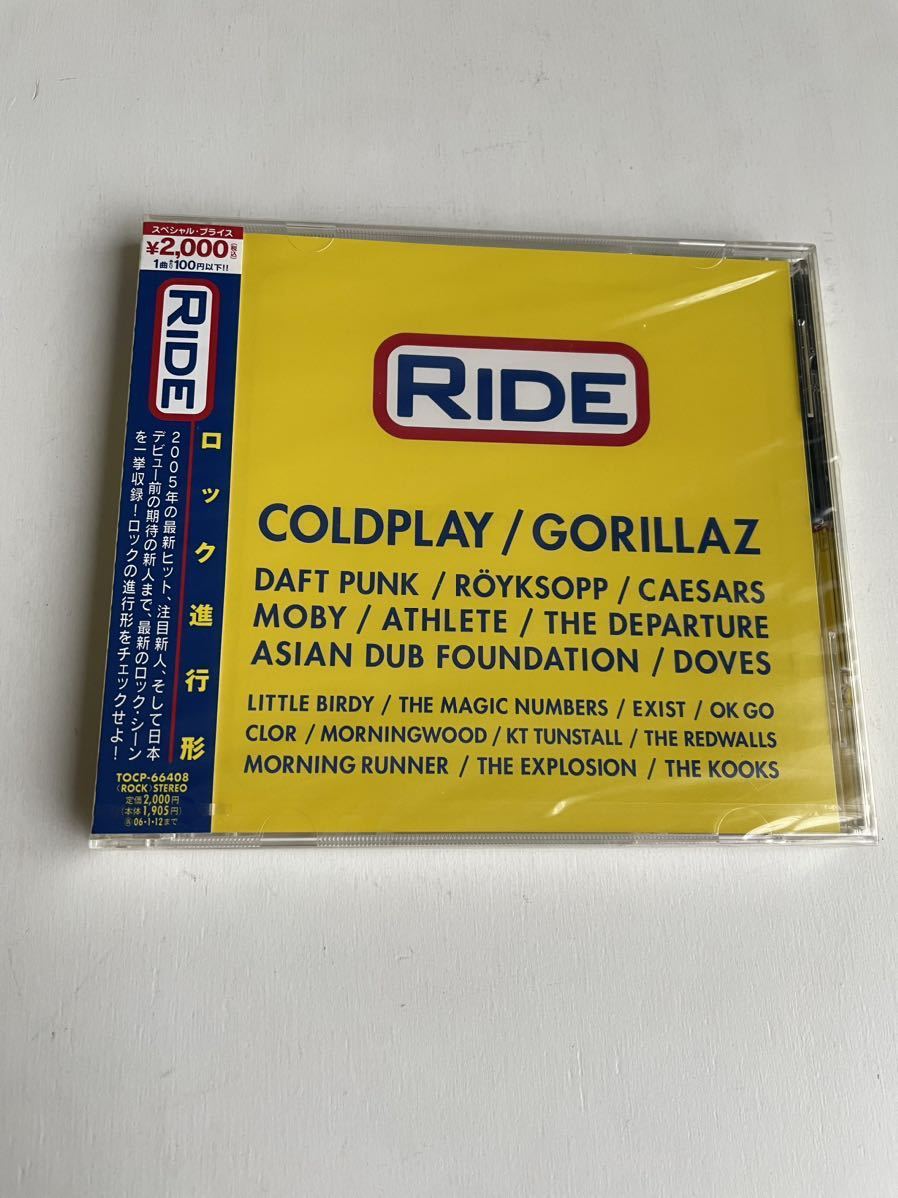 スペシャル・プライス
¥2,000(税込)
1曲あたり100円以下!!
RIDE
ロック進行形
2005年の最新ヒット、注目新人、そして日本
デビュー前の期待の新人まで、最新のロック・シーン
を一挙収録!ロックの進行形をチェックせよ!
TOCP-66408
〈ROCK〉STEREO
定価2,000円
(本体1,905円)
06・1・12まで
RIDE
COLDPLAY / GORILLAZ
DAFT PUNK / RÖYKSOPP / CAESARS
MOBY / ATHLETE / THE DEPARTURE
ASIAN DUB FOUNDATION / DOVES
LITTLE BIRDY / THE MAGIC NUMBERS / EXIST / OK GO
CLOR / MORNINGWOOD / KT TUNSTALL / THE REDWALLS
MORNING RUNNER / THE EXPLOSION / THE KOOKS